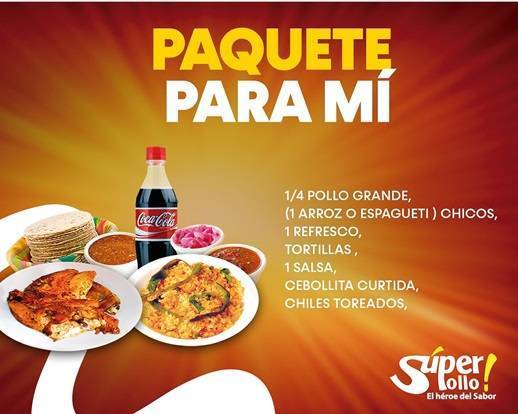 PAQUETE
PARA MÍ
Coca-Cola
1/4 POLLO GRANDE,
(1 ARROZ O ESPAGUETI ) CHICOS,
1 REFRESCO,
TORTILLAS ,
1 SALSA,
CEBOLLITA CURTIDA,
CHILES TOREADOS,
Súper
Pollo!
El héroe del Sabor